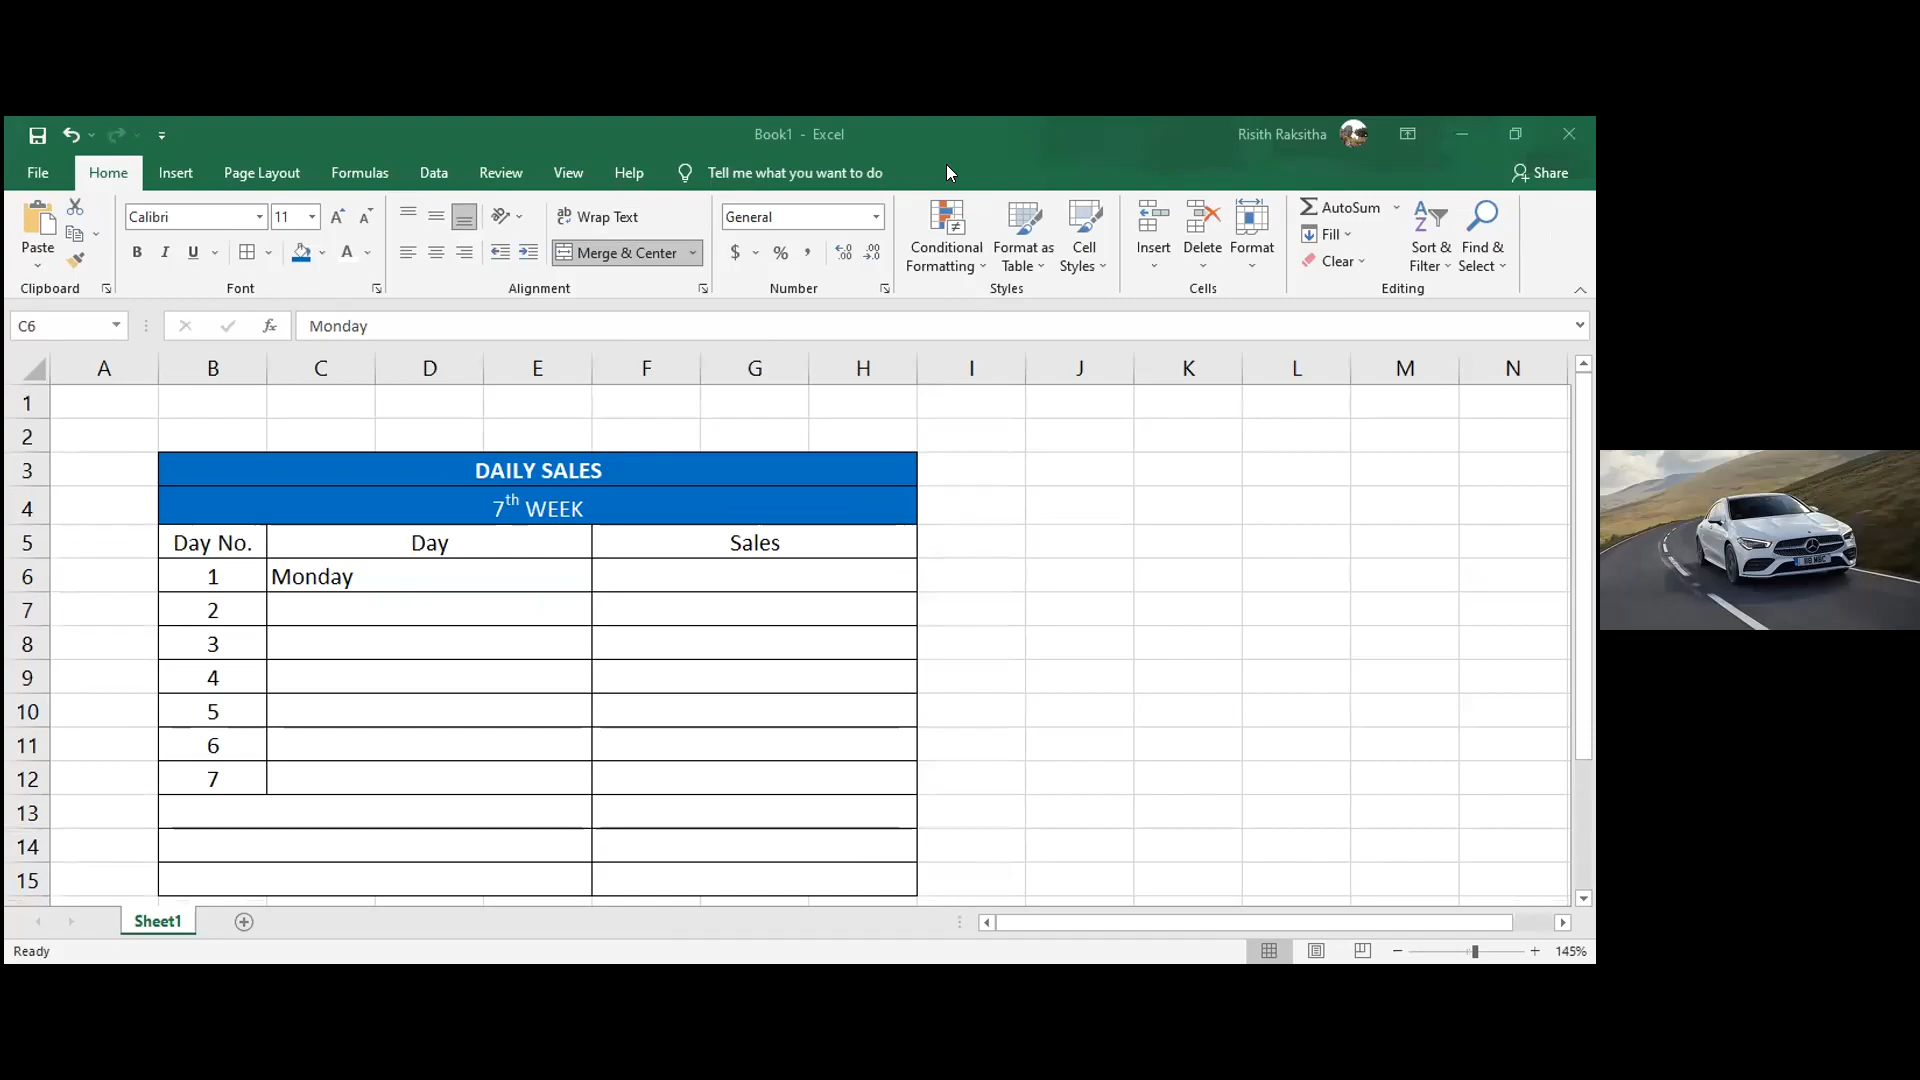 Book1 - Excel
Risith Raksitha
File Home Insert Page Layout Formulas Data Review View Help Tell me what you want to do Share
Paste
Clipboard
Calibri 11
B I U A
Font
ab Wrap Text
Merge & Center
Alignment
General
$ % ,
Number
Conditional Formatting
Format as Table
Cell Styles
Styles
Insert Delete Format
Cells
AutoSum
Fill
Clear
Sort & Filter
Find & Select
Editing
C6 fx Monday
A B C D E F G H I J K L M N
1
2
3 DAILY SALES
4 7th WEEK
5 Day No. Day Sales
6 1 Monday
7 2
8 3
9 4
10 5
11 6
12 7
13
14
15
Sheet1
Ready 145%